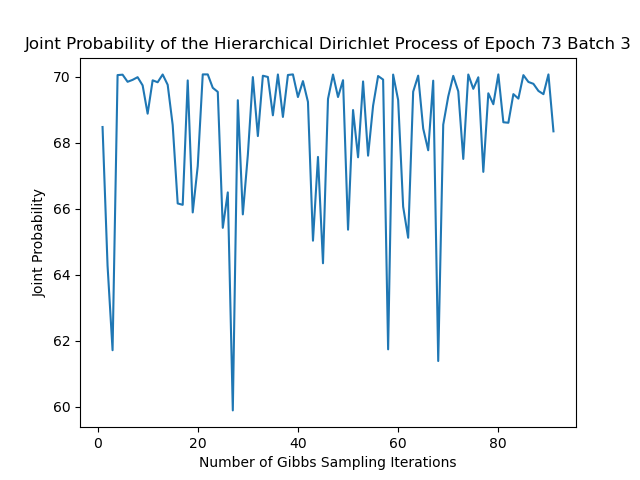 Joint Probability of the Hierarchical Dirichlet Process of Epoch 73 Batch 3
Joint Probability
70
68
66
64
62
60
0 20 40 60 80
Number of Gibbs Sampling Iterations